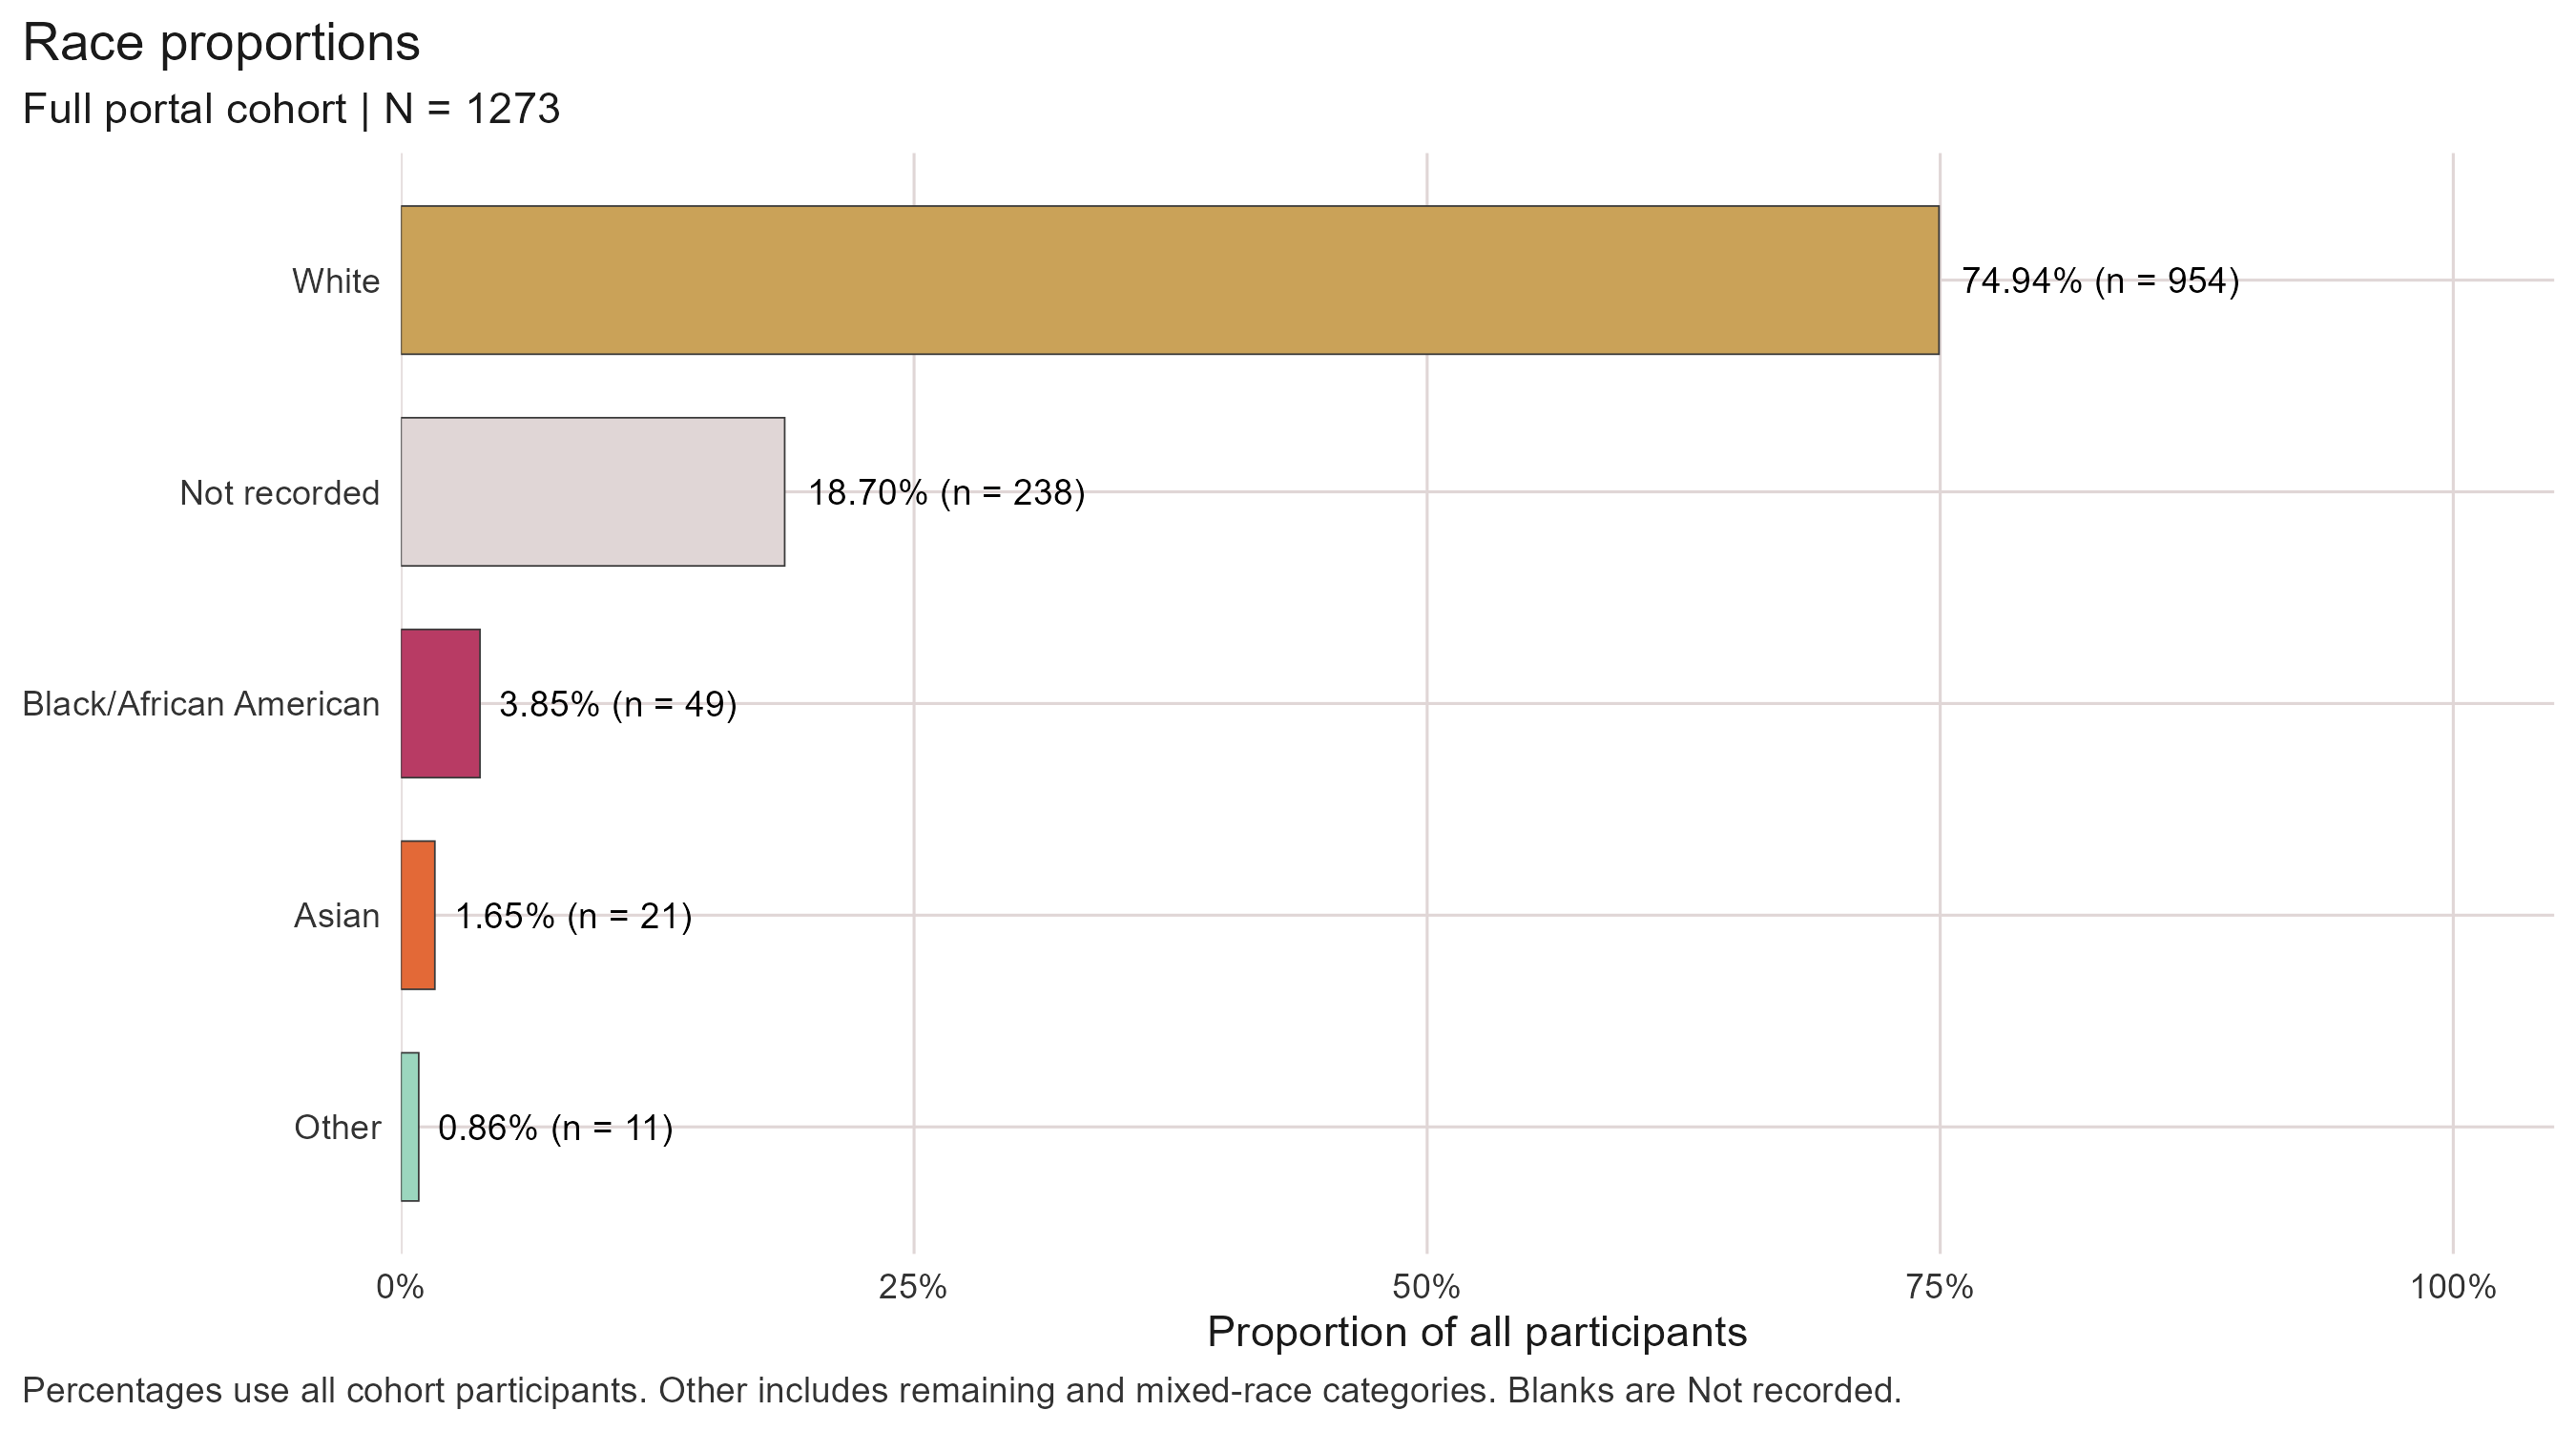 Race proportions
Full portal cohort | N = 1273
White
74.94% (n = 954)
Not recorded
18.70% (n = 238)
Black/African American
3.85% (n = 49)
Asian
1.65% (n = 21)
Other
0.86% (n = 11)
0%
25%
50%
75%
100%
Proportion of all participants
Percentages use all cohort participants. Other includes remaining and mixed-race categories. Blanks are Not recorded.